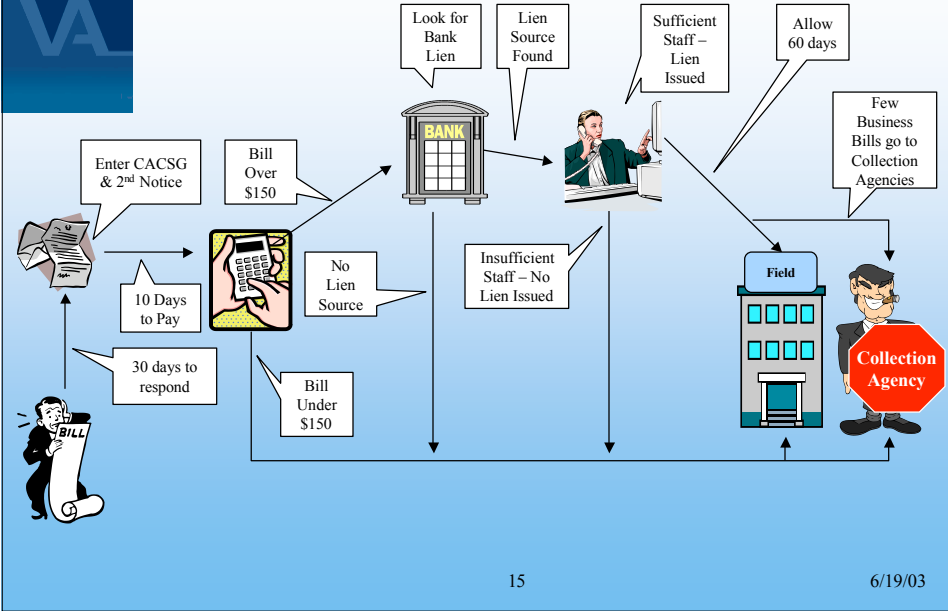 VA
Look for
Bank
Lien
Lien
Source
Found
Sufficient
Staff –
Lien
Issued
Allow
60 days
Few
Business
Bills go to
Collection
Agencies
Enter CACSG
& 2nd Notice
Bill
Over
$150
BANK
10 Days
to Pay
No
Lien
Source
Insufficient
Staff – No
Lien Issued
Field
30 days to
respond
Bill
Under
$150
Collection
Agency
BILL
15
6/19/03